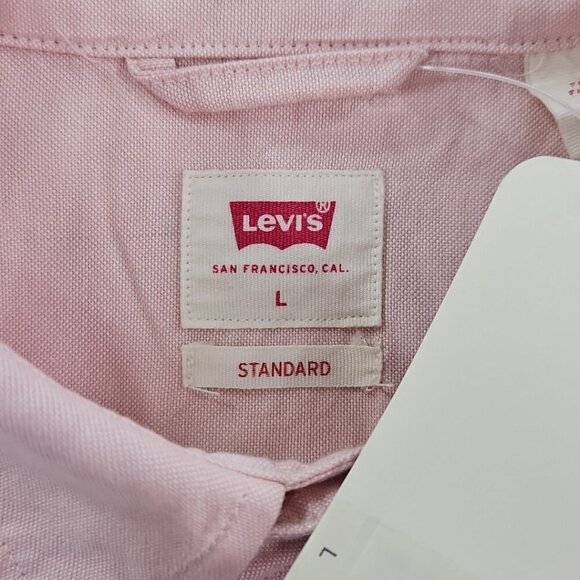 LEVI'S®
SAN FRANCISCO, CAL.
L
STANDARD
L